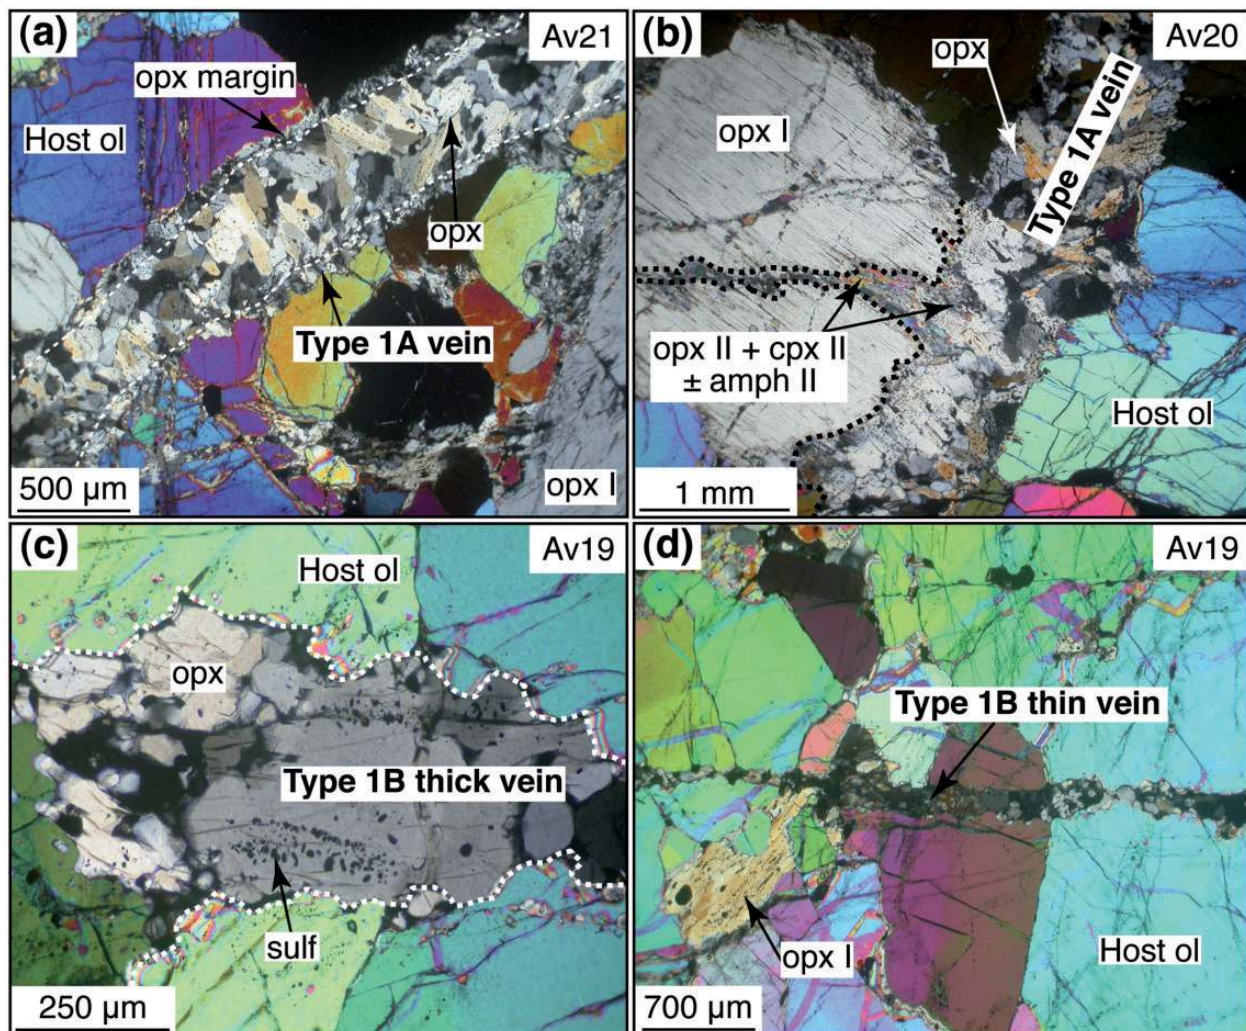 (a)
Av21
opx margin
Host ol
opx
Type 1A vein
500 µm
opx I
(b)
Av20
opx
opx I
Type 1A vein
opx II + cpx II
± amph II
Host ol
1 mm
(c)
Av19
Host ol
opx
Type 1B thick vein
sulf
250 µm
(d)
Av19
Type 1B thin vein
opx I
Host ol
700 µm